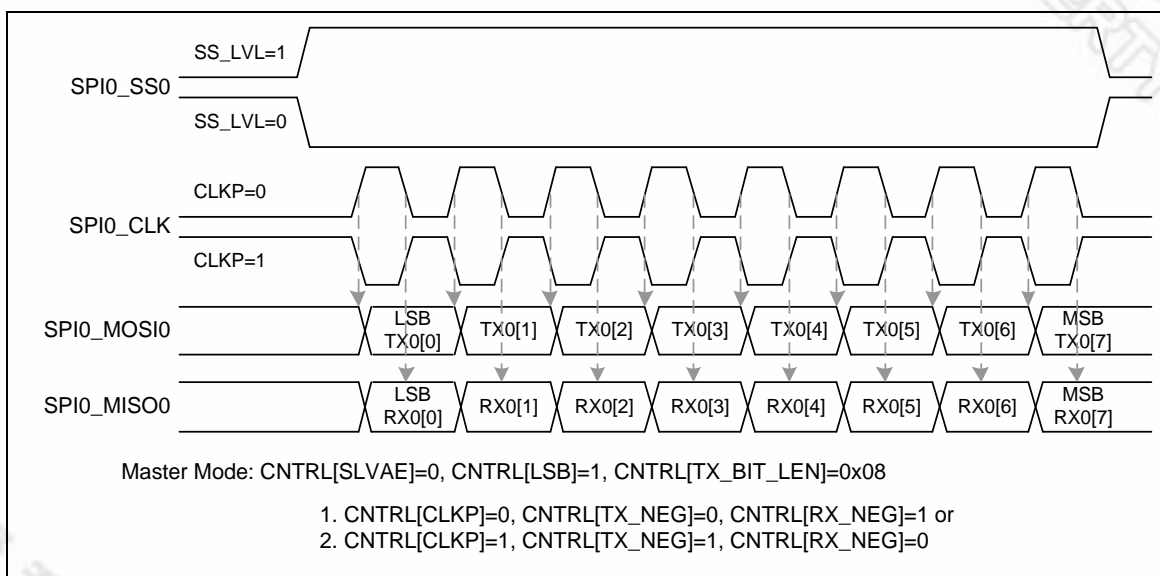 SS_LVL=1
SPI0_SS0
SS_LVL=0
CLKP=0
SPI0_CLK
CLKP=1
SPI0_MOSI0
LSB TX0[0]
TX0[1]
TX0[2]
TX0[3]
TX0[4]
TX0[5]
TX0[6]
MSB TX0[7]
SPI0_MISO0
LSB RX0[0]
RX0[1]
RX0[2]
RX0[3]
RX0[4]
RX0[5]
RX0[6]
MSB RX0[7]
Master Mode: CNTRL[SLVAE]=0, CNTRL[LSB]=1, CNTRL[TX_BIT_LEN]=0x08
1. CNTRL[CLKP]=0, CNTRL[TX_NEG]=0, CNTRL[RX_NEG]=1 or
2. CNTRL[CLKP]=1, CNTRL[TX_NEG]=1, CNTRL[RX_NEG]=0